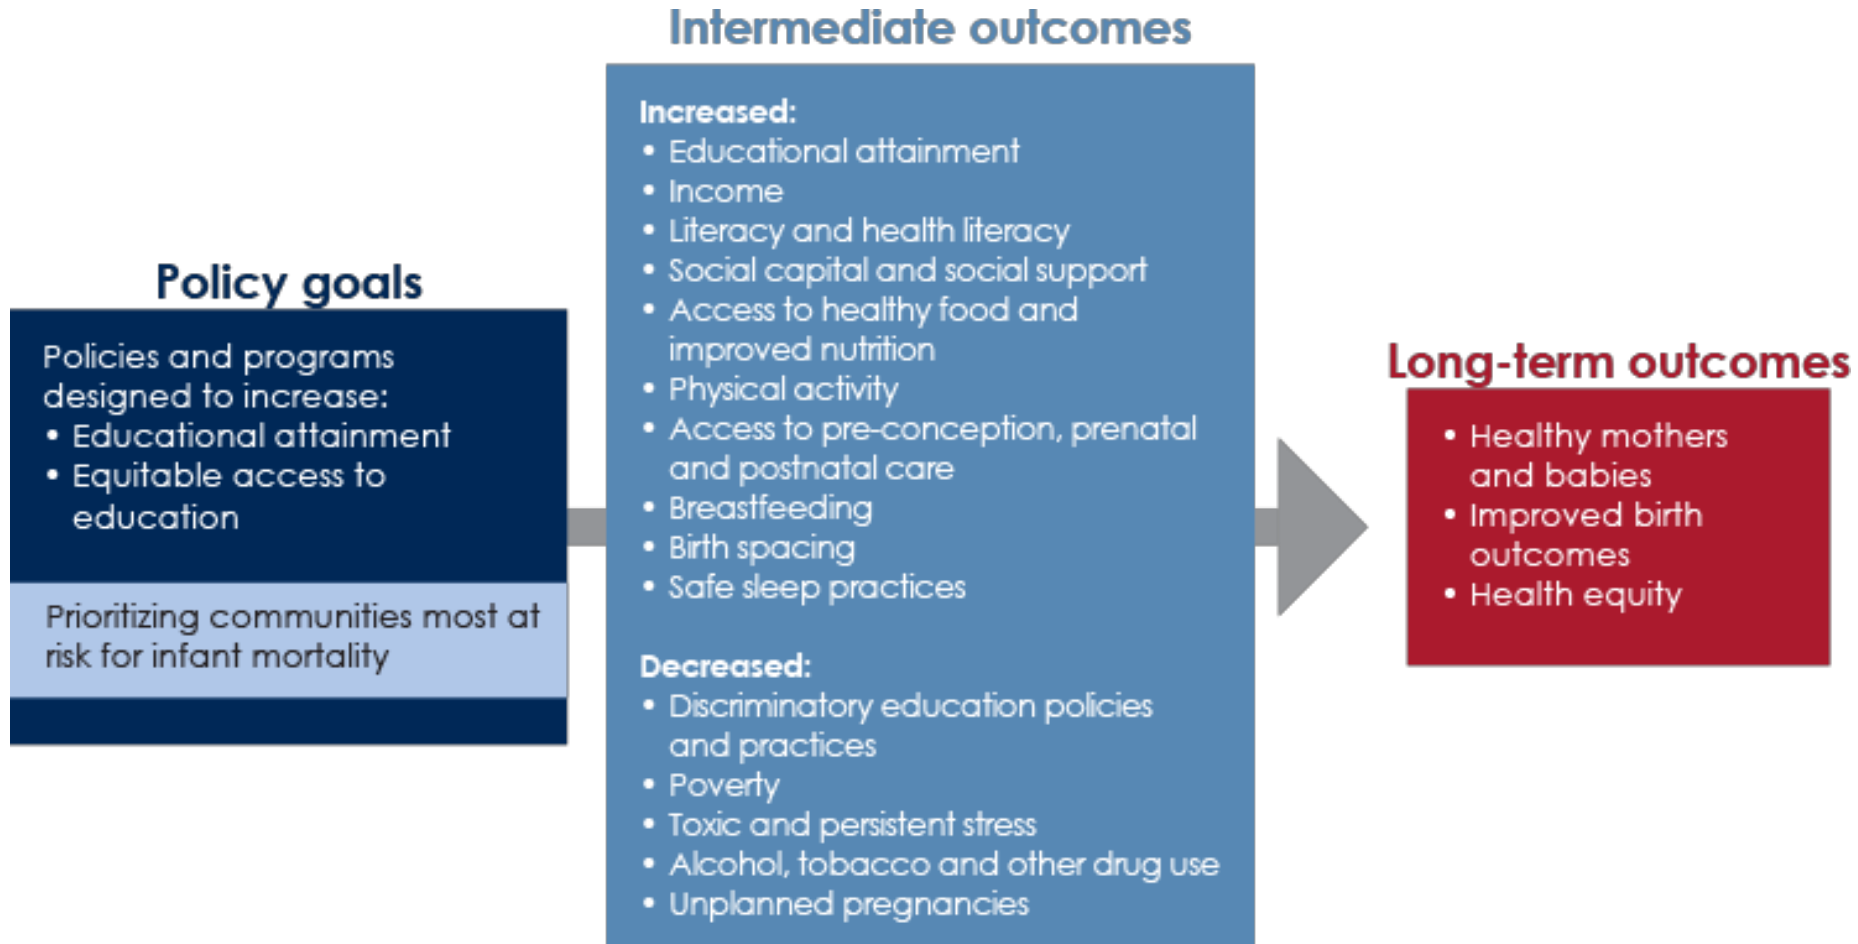 Intermediate outcomes
Increased:
• Educational attainment
• Income
• Literacy and health literacy
• Social capital and social support
• Access to healthy food and
improved nutrition
• Physical activity
• Access to pre-conception, prenatal
and postnatal care
• Breastfeeding
• Birth spacing
• Safe sleep practices
Decreased:
• Discriminatory education policies
and practices
• Poverty
• Toxic and persistent stress
• Alcohol, tobacco and other drug use
• Unplanned pregnancies
Policy goals
Policies and programs
designed to increase:
• Educational attainment
• Equitable access to
education
Prioritizing communities most at
risk for infant mortality
Long-term outcomes
• Healthy mothers
and babies
• Improved birth
outcomes
• Health equity